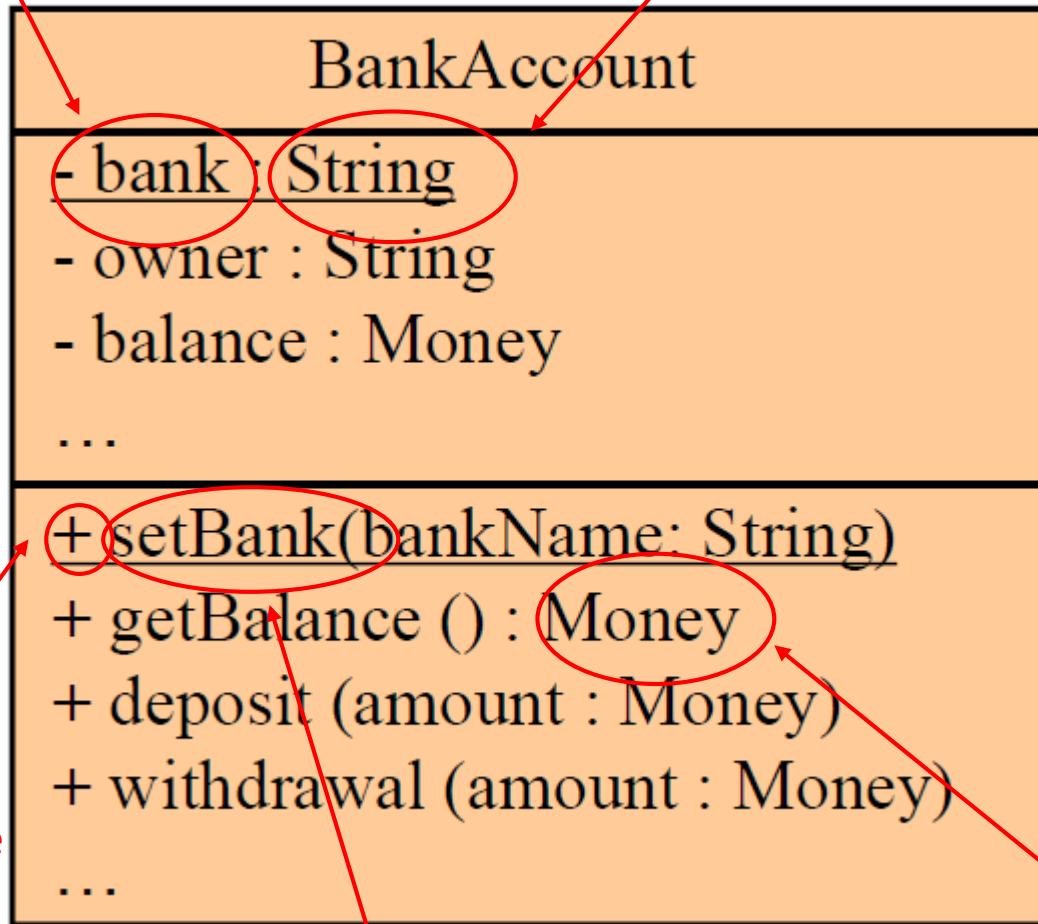 BankAccount
- bank : String
- owner : String
- balance : Money
…
+ setBank(bankName: String)
+ getBalance () : Money
+ deposit (amount : Money)
+ withdrawal (amount : Money)
…